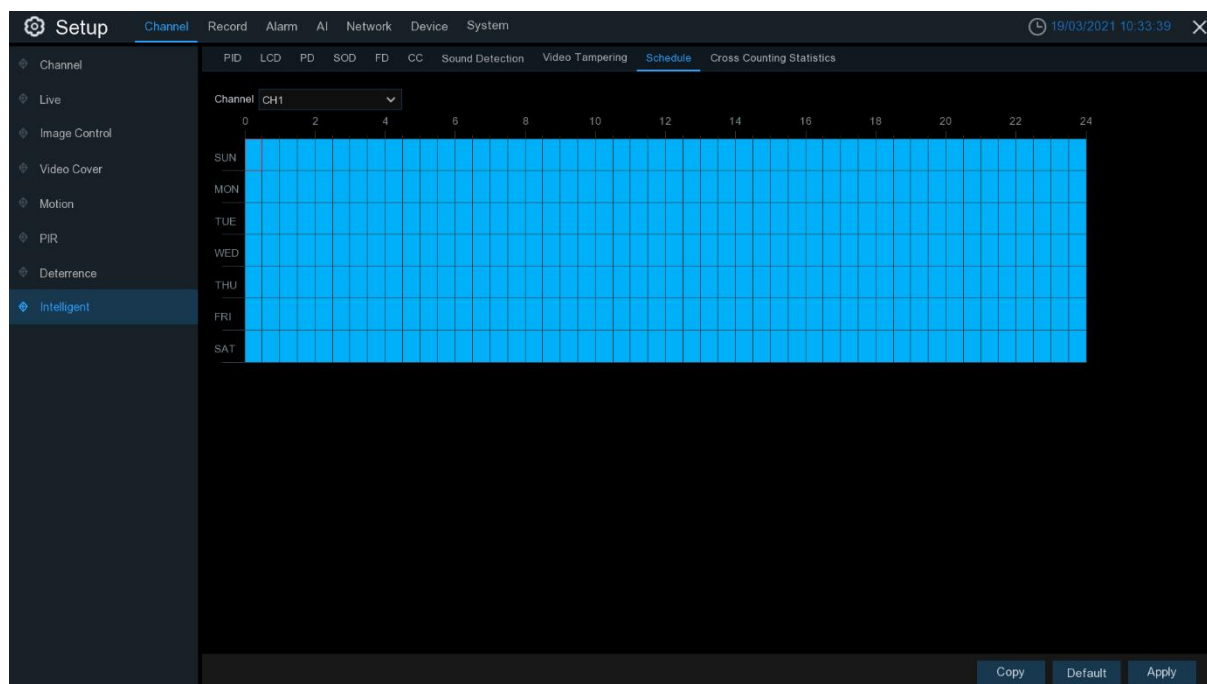 Setup Channel Record Alarm AI Network Device System 19/03/2021 10:33:39
Channel
Live
Image Control
Video Cover
Motion
PIR
Deterrence
Intelligent
PID LCD PD SOD FD CC Sound Detection Video Tampering Schedule Cross Counting Statistics
Channel CH1
0 2 4 6 8 10 12 14 16 18 20 22 24
SUN
MON
TUE
WED
THU
FRI
SAT
Copy Default Apply